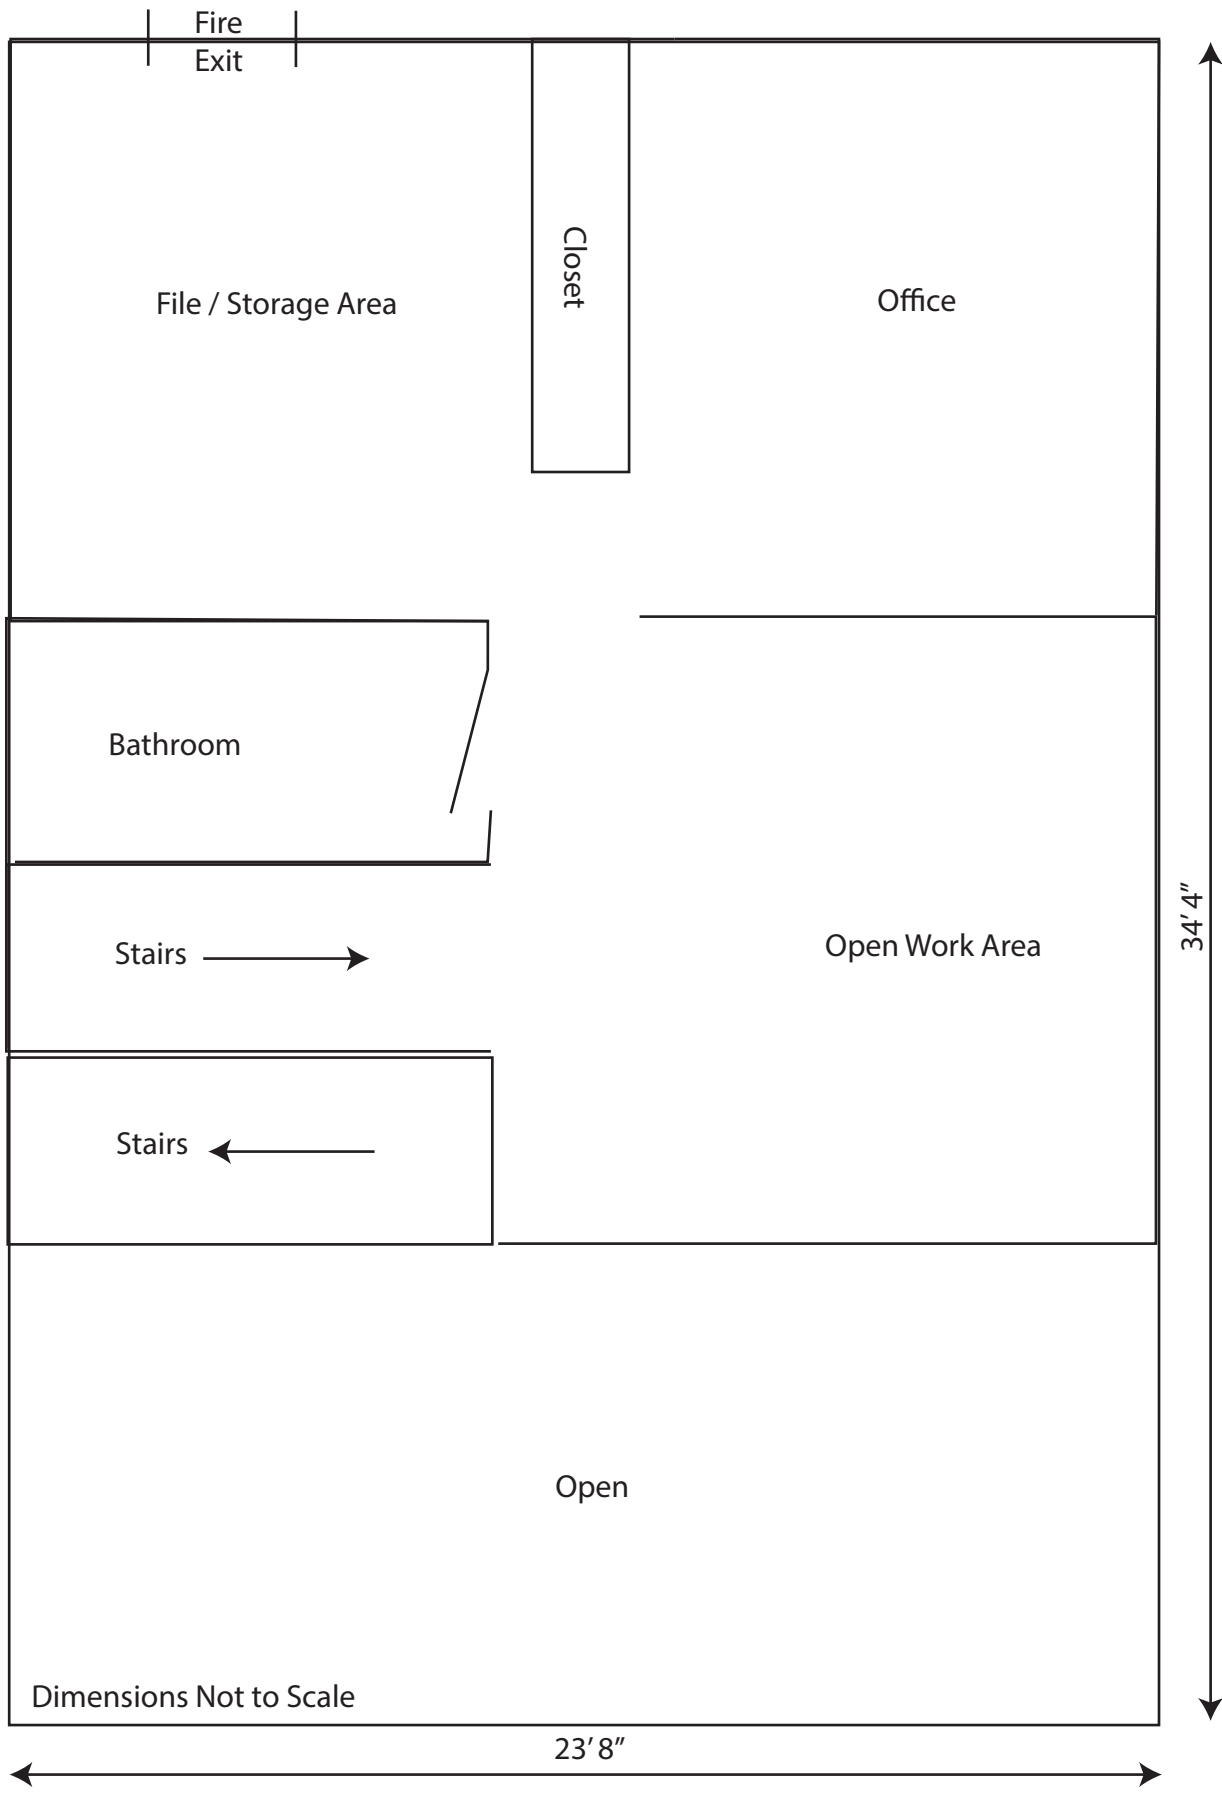 Fire
Exit
Closet
File / Storage Area
Office
Bathroom
Open Work Area
Stairs
34’ 4”
Stairs
Open
Dimensions Not to Scale
23’ 8”